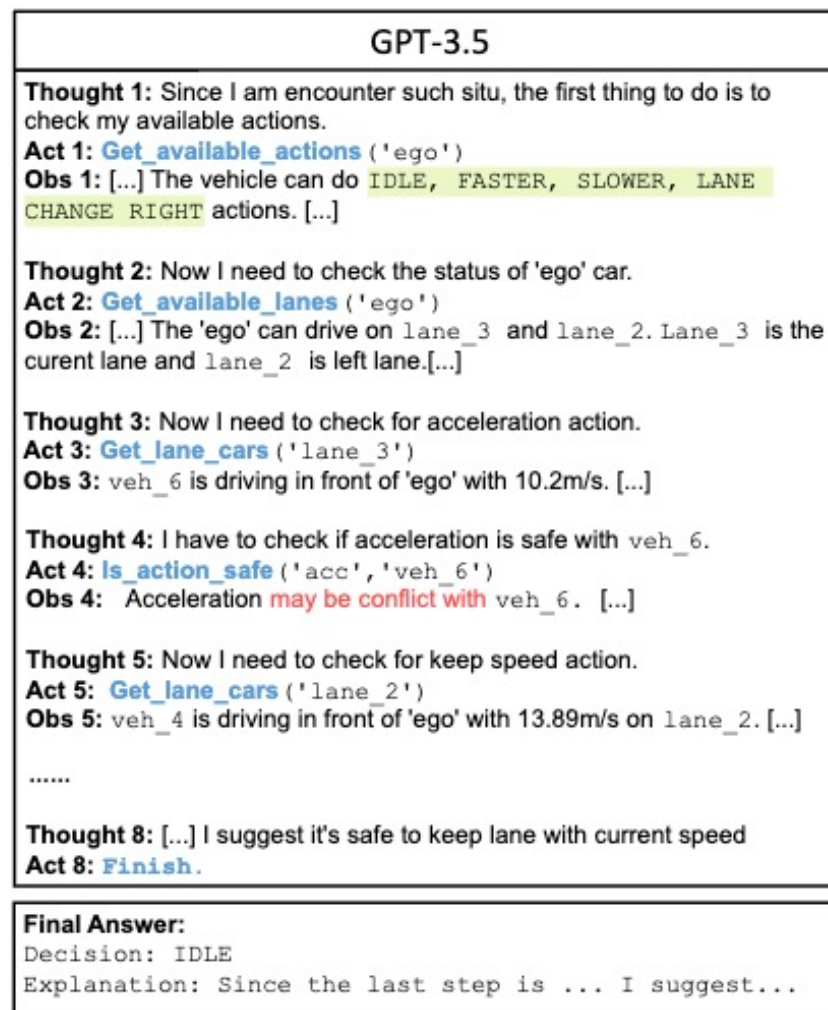 GPT-3.5
Thought 1: Since I am encounter such situ, the first thing to do is to
check my available actions.
Act 1: Get_available_actions('ego')
Obs 1: [...] The vehicle can do IDLE, FASTER, SLOWER, LANE
CHANGE RIGHT actions. [...]
Thought 2: Now I need to check the status of 'ego' car.
Act 2: Get_available_lanes('ego')
Obs 2: [...] The 'ego' can drive on lane_3 and lane_2. Lane_3 is the
curent lane and lane_2 is left lane.[...]
Thought 3: Now I need to check for acceleration action.
Act 3: Get_lane_cars('lane_3')
Obs 3: veh_6 is driving in front of 'ego' with 10.2m/s. [...]
Thought 4: I have to check if acceleration is safe with veh_6.
Act 4: Is_action_safe('acc','veh_6')
Obs 4: Acceleration may be conflict with veh_6. [...]
Thought 5: Now I need to check for keep speed action.
Act 5: Get_lane_cars('lane_2')
Obs 5: veh_4 is driving in front of 'ego' with 13.89m/s on lane_2. [...]
......
Thought 8: [...] I suggest it's safe to keep lane with current speed
Act 8: Finish.
Final Answer:
Decision: IDLE
Explanation: Since the last step is ... I suggest...